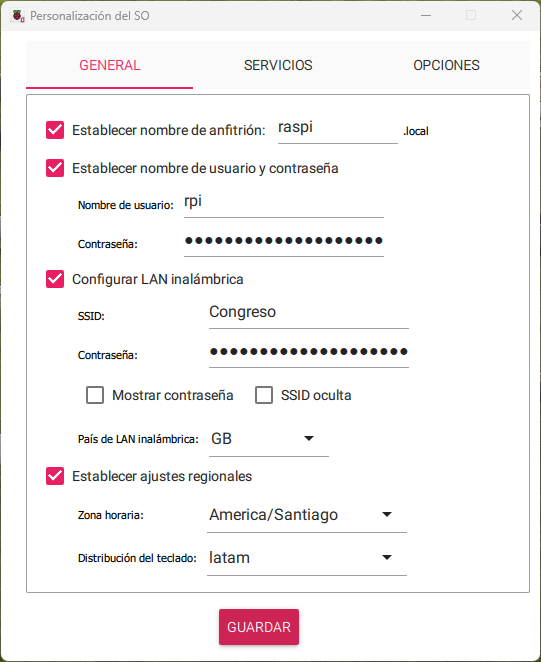 Personalización del SO
GENERAL SERVICIOS OPCIONES
Establecer nombre de anfitrión: raspi .local
Establecer nombre de usuario y contraseña
Nombre de usuario: rpi
Contraseña: ●●●●●●●●●●●●●●●●●●●●
Configurar LAN inalámbrica
SSID: Congreso
Contraseña: ●●●●●●●●●●●●●●●●●●●●
Mostrar contraseña SSID oculta
País de LAN inalámbrica: GB
Establecer ajustes regionales
Zona horaria: America/Santiago
Distribución del teclado: latam
GUARDAR